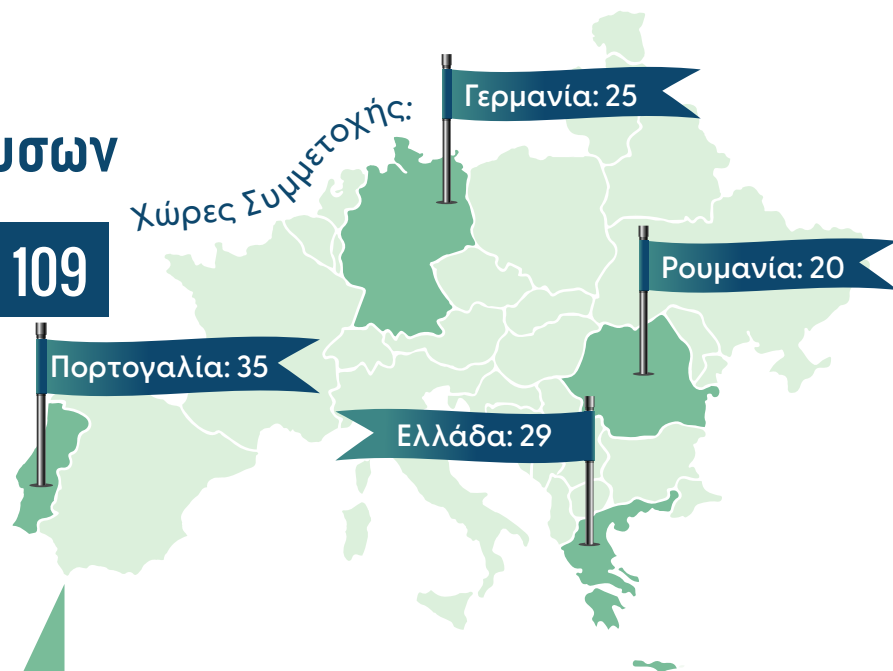 υσων
109
Χώρες Συμμετοχής:
Γερμανία: 25
Ρουμανία: 20
Πορτογαλία: 35
Ελλάδα: 29